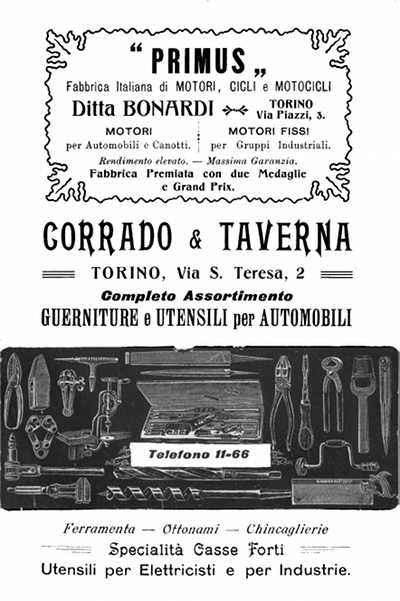 “ PRIMUS „
Fabbrica Italiana di MOTORI, CICLI e MOTOCICLI
Ditta BONARDI
TORINO
Via Piazzi, 3.
MOTORI
per Automobili e Canotti.
MOTORI FISSI
per Gruppi Industriali.
Rendimento elevato. — Massima Garanzia.
Fabbrica Premiata con due Medaglie
e Grand Prix.
CORRADO & TAVERNA
TORINO, Via S. Teresa, 2
Completo Assortimento
GUERNITURE e UTENSILI per AUTOMOBILI
Telefono 11-66
Ferramenta — Ottonami — Chincaglierie
Specialità Casse Forti
Utensili per Elettricisti e per Industrie.